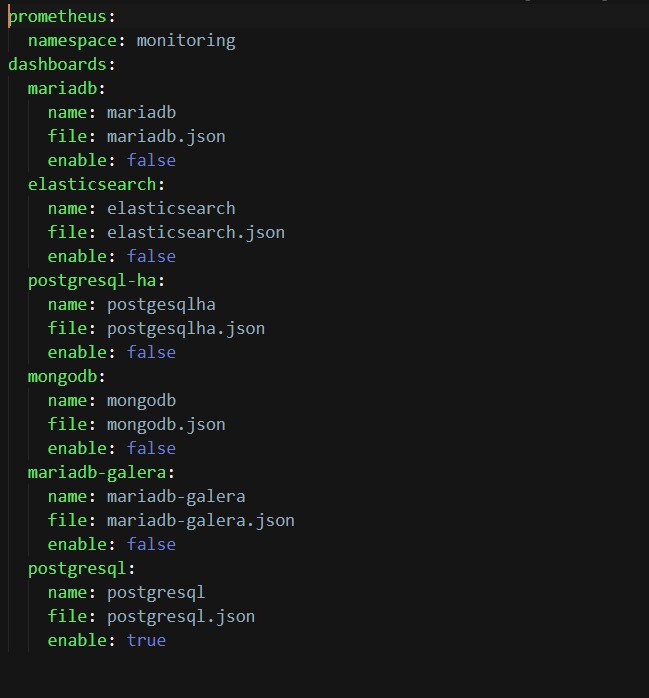 prometheus:
  namespace: monitoring
dashboards:
  mariadb:
    name: mariadb
    file: mariadb.json
    enable: false
  elasticsearch:
    name: elasticsearch
    file: elasticsearch.json
    enable: false
  postgresql-ha:
    name: postgesqlha
    file: postgesqlha.json
    enable: false
  mongodb:
    name: mongodb
    file: mongodb.json
    enable: false
  mariadb-galera:
    name: mariadb-galera
    file: mariadb-galera.json
    enable: false
  postgresql:
    name: postgresql
    file: postgresql.json
    enable: true